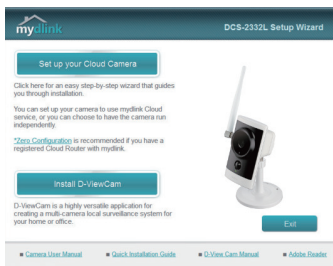 mydlink
DCS-2332L Setup Wizard
Set up your Cloud Camera
Click here for an easy step-by-step wizard that guides
you through installation.
You can set up your camera to use mydlink Cloud
service, or you can choose to have the camera run
independently.
*Zero Configuration is recommended if you have a
registered Cloud Router with mydlink.
Install D-ViewCam
D-ViewCam is a highly versatile application for
creating a multi-camera local surveillance system for
your home or office.
Exit
Camera User Manual
Quick Installation Guide
D-View Cam Manual
Adobe Reader